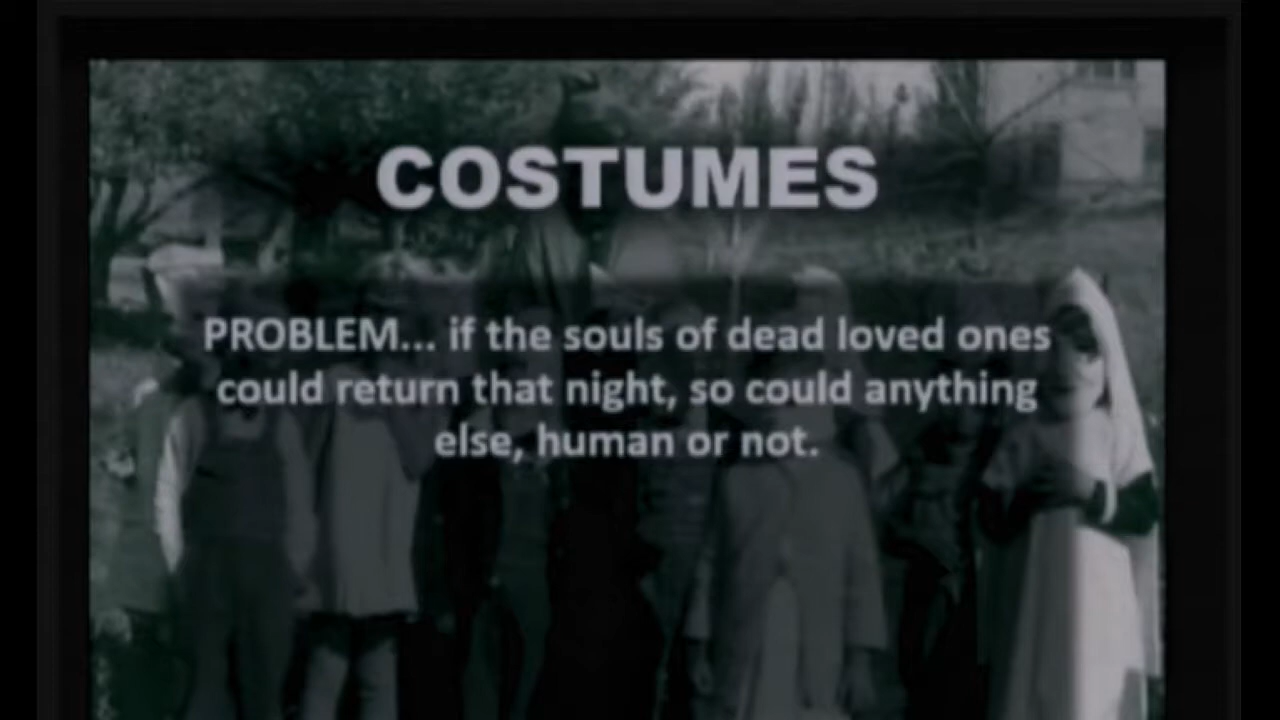 COSTUMES
PROBLEM... if the souls of dead loved ones
could return that night, so could anything
else, human or not.